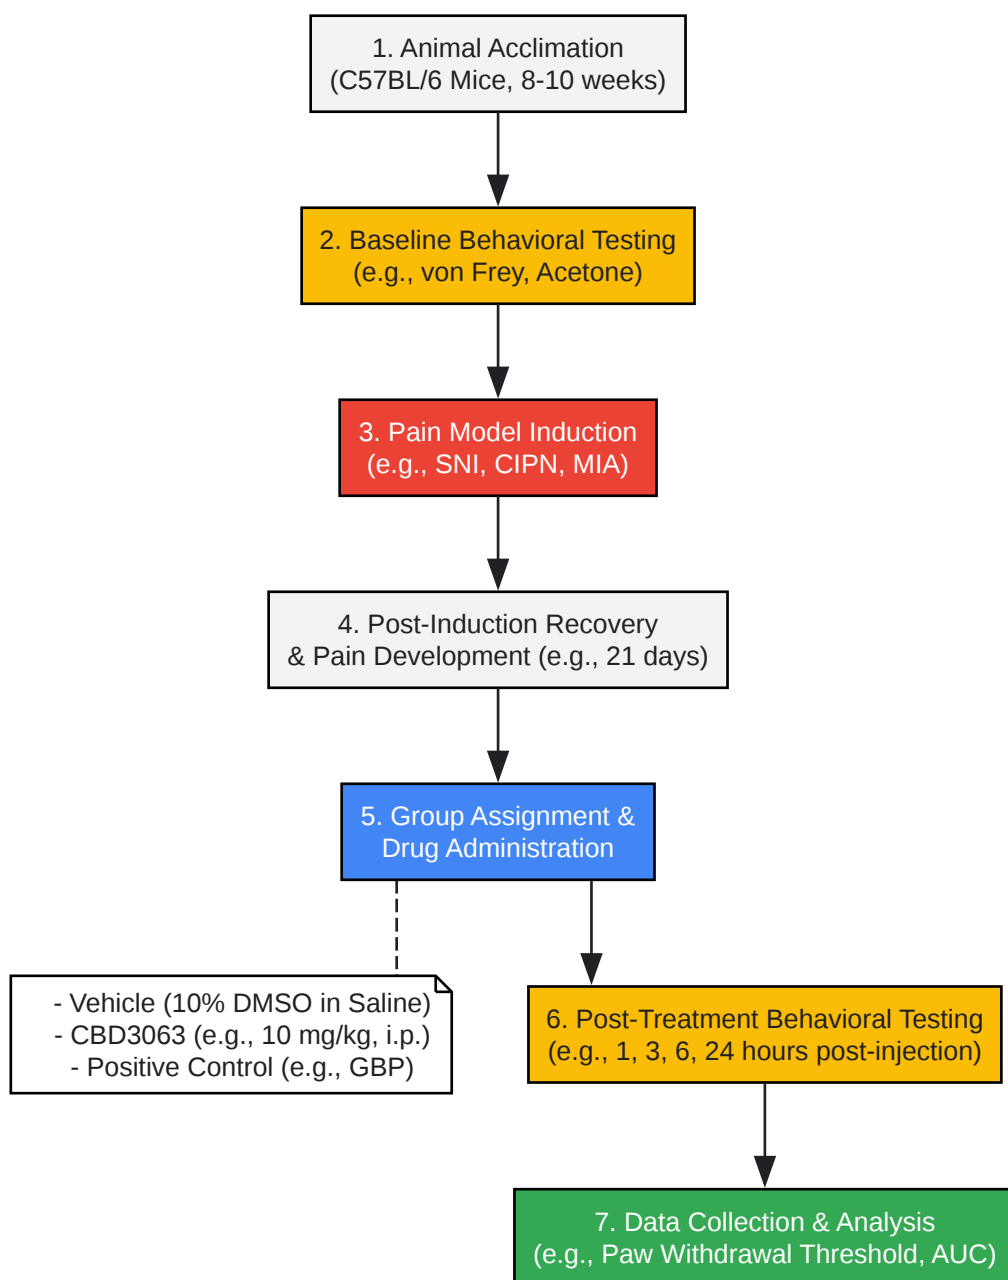 1. Animal Acclimation
(C57BL/6 Mice, 8-10 weeks)
2. Baseline Behavioral Testing
(e.g., von Frey, Acetone)
3. Pain Model Induction
(e.g., SNI, CIPN, MIA)
4. Post-Induction Recovery
& Pain Development (e.g., 21 days)
5. Group Assignment &
Drug Administration
- Vehicle (10% DMSO in Saline)
- CBD3063 (e.g., 10 mg/kg, i.p.)
- Positive Control (e.g., GBP)
6. Post-Treatment Behavioral Testing
(e.g., 1, 3, 6, 24 hours post-injection)
7. Data Collection & Analysis
(e.g., Paw Withdrawal Threshold, AUC)